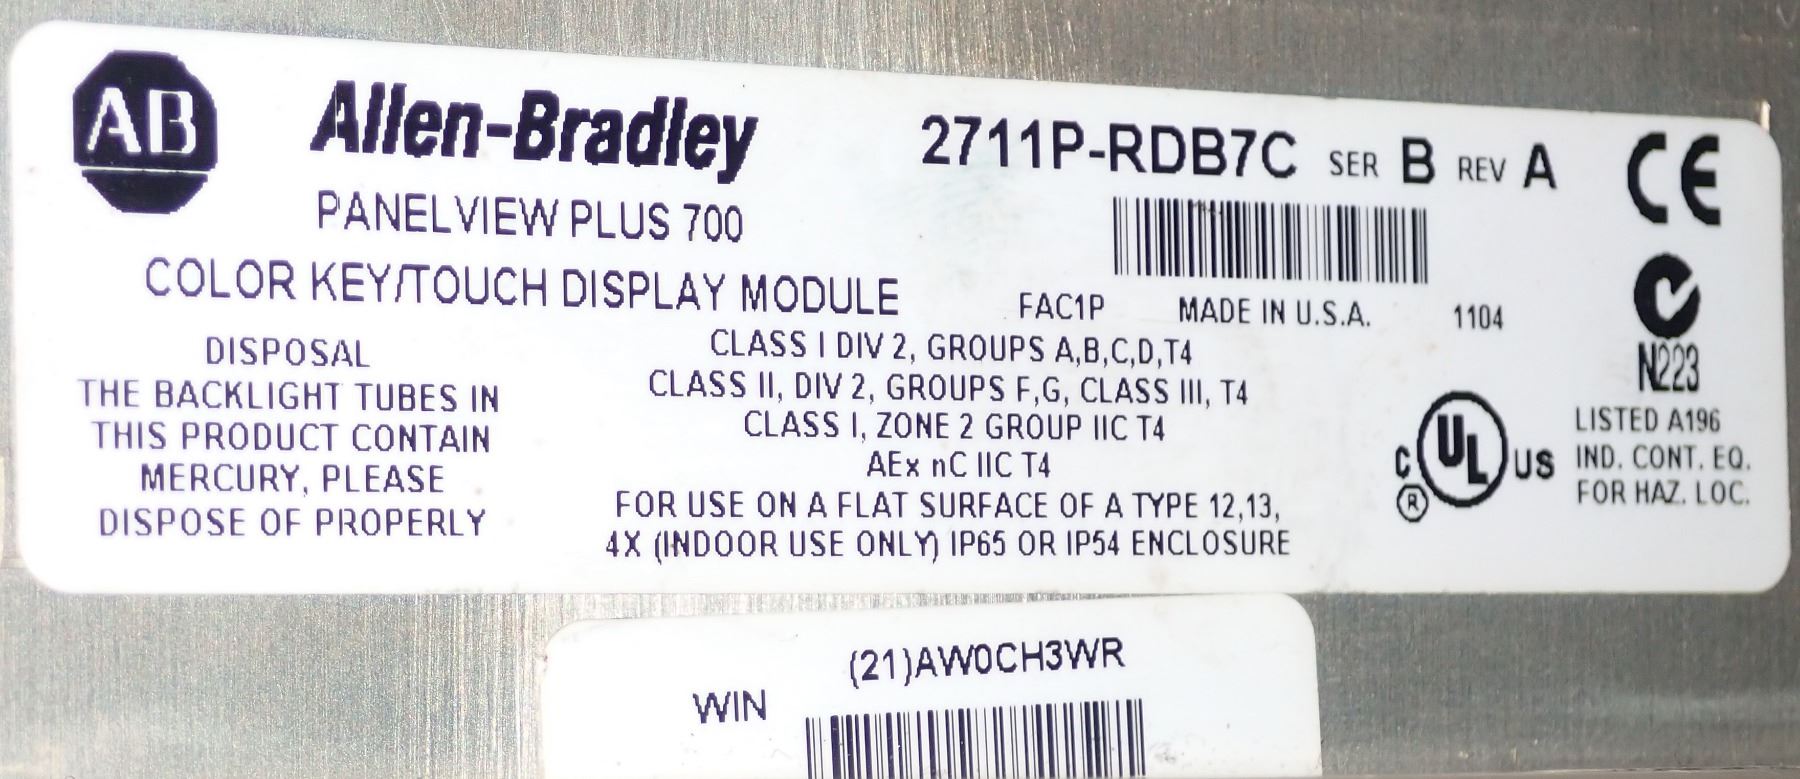 AB Allen-Bradley
PANELVIEW PLUS 700
COLOR KEY/TOUCH DISPLAY MODULE
2711P-RDB7C SER B REV A
CE
FAC1P MADE IN U.S.A. 1104
N223
DISPOSAL
THE BACKLIGHT TUBES IN
THIS PRODUCT CONTAIN
MERCURY, PLEASE
DISPOSE OF PROPERLY
CLASS I DIV 2, GROUPS A,B,C,D,T4
CLASS II, DIV 2, GROUPS F,G, CLASS III, T4
CLASS I, ZONE 2 GROUP IIC T4
AEx nC IIC T4
FOR USE ON A FLAT SURFACE OF A TYPE 12,13,
4X (INDOOR USE ONLY) IP65 OR IP54 ENCLOSURE
C UL US
®
LISTED A196
IND. CONT. EQ.
FOR HAZ. LOC.
(21)AW0CH3WR
WIN